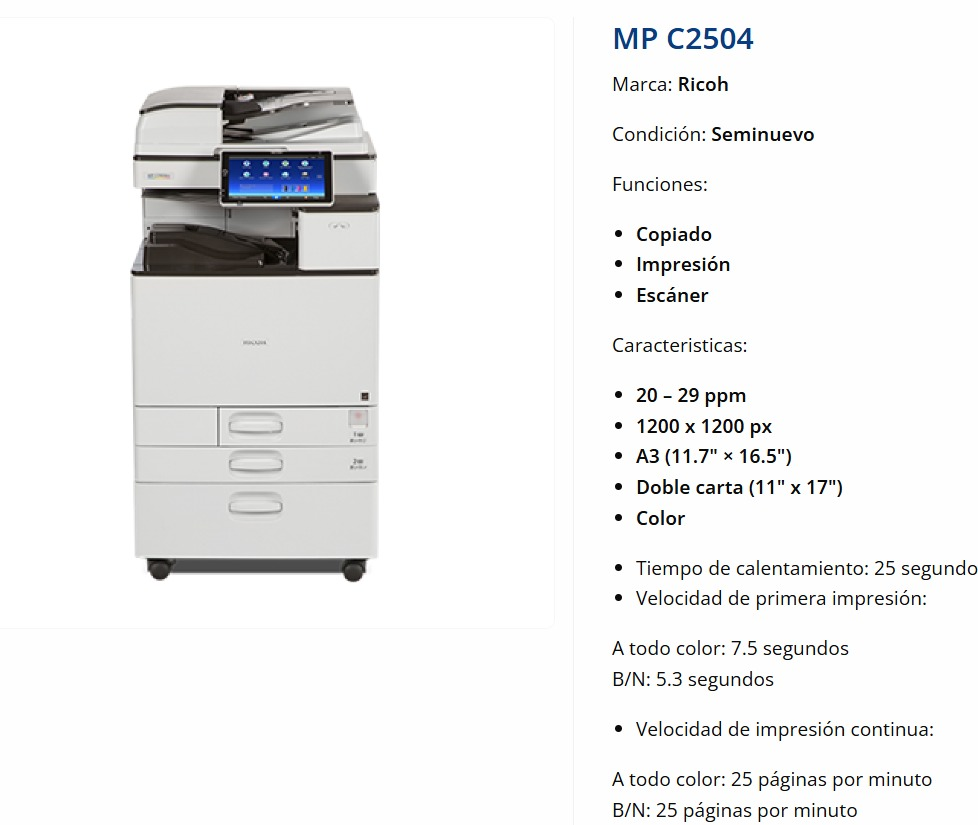 MP C2504
Marca: Ricoh
Condición: Seminuevo
Funciones:
Copiado
Impresión
Escáner
Caracteristicas:
20 – 29 ppm
1200 x 1200 px
A3 (11.7" × 16.5")
Doble carta (11" x 17")
Color
Tiempo de calentamiento: 25 segundo
Velocidad de primera impresión:
A todo color: 7.5 segundos
B/N: 5.3 segundos
Velocidad de impresión continua:
A todo color: 25 páginas por minuto
B/N: 25 páginas por minuto
RICOH